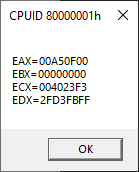 CPUID 80000001h
EAX=00A50F00
EBX=00000000
ECX=004023F3
EDX=2FD3FBFF
OK